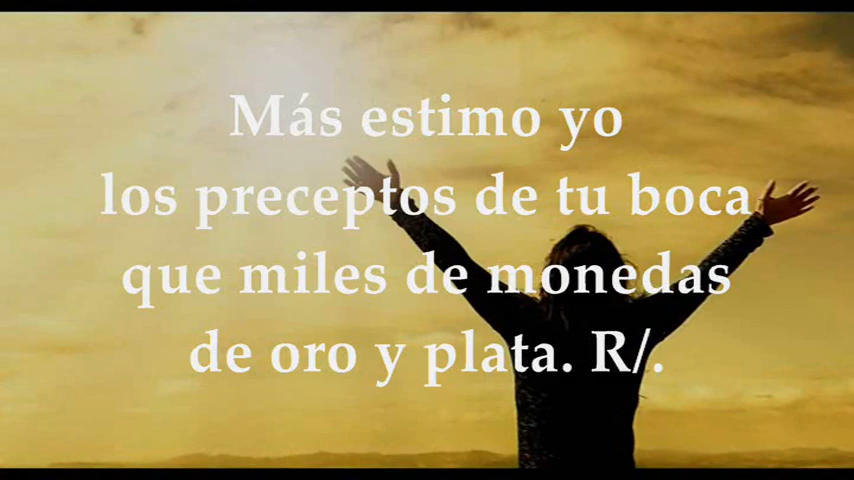 Más estimo yo
los preceptos de tu boca
que miles de monedas
de oro y plata. R/.